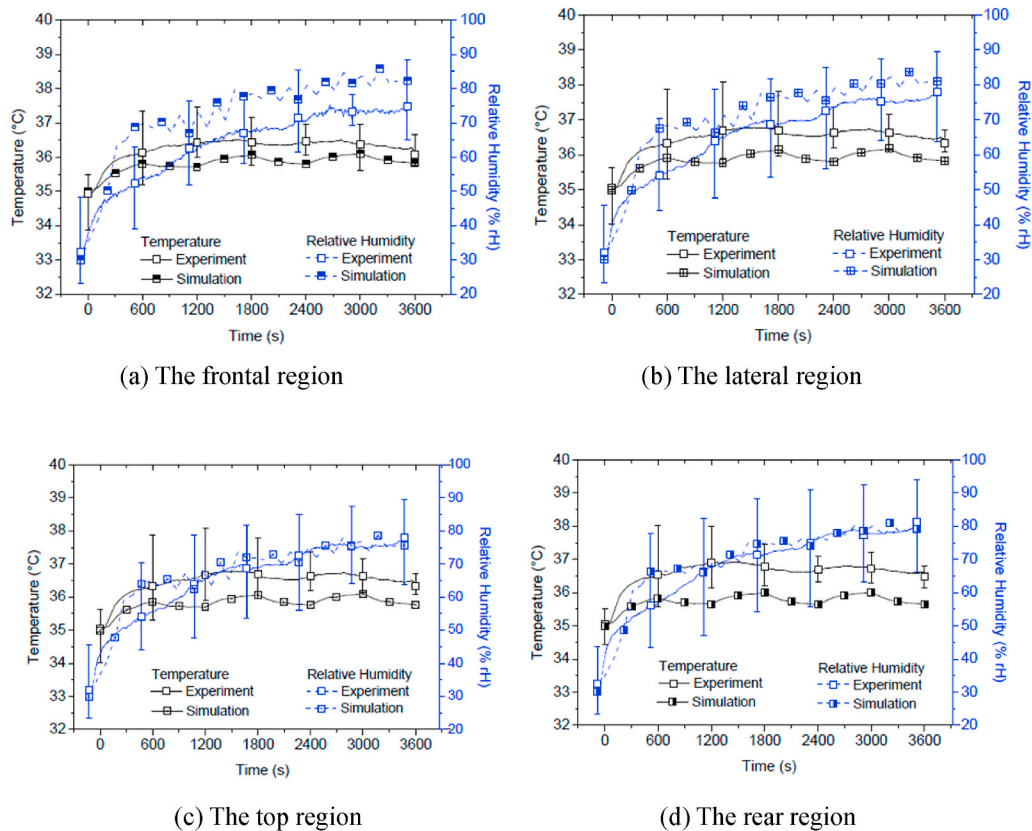 40
39
38
37
36
35
34
33
32
Temperature (°C)
100
90
80
70
60
50
40
30
20
Relative Humidity (% rH)
Temperature
Experiment
Simulation
Relative Humidity
Experiment
Simulation
0 600 1200 1800 2400 3000 3600
Time (s)
(a) The frontal region
40
39
38
37
36
35
34
33
32
Temperature (°C)
100
90
80
70
60
50
40
30
20
Relative Humidity (% rH)
Temperature
Experiment
Simulation
Relative Humidity
Experiment
Simulation
0 600 1200 1800 2400 3000 3600
Time (s)
(b) The lateral region
40
39
38
37
36
35
34
33
32
Temperature (°C)
100
90
80
70
60
50
40
30
20
Relative Humidity (% rH)
Temperature
Experiment
Simulation
Relative Humidity
Experiment
Simulation
0 600 1200 1800 2400 3000 3600
Time (s)
(c) The top region
40
39
38
37
36
35
34
33
32
Temperature (°C)
100
90
80
70
60
50
40
30
20
Relative Humidity (% rH)
Temperature
Experiment
Simulation
Relative Humidity
Experiment
Simulation
0 600 1200 1800 2400 3000 3600
Time (s)
(d) The rear region